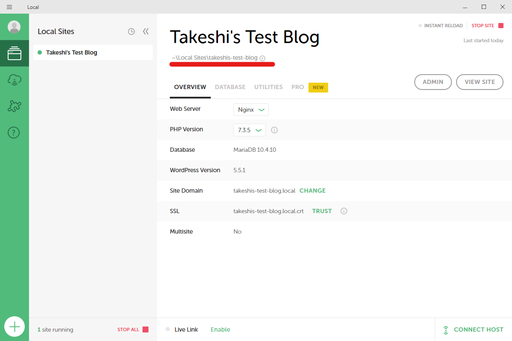 Local
Local Sites
Takeshi's Test Blog
1 site running
STOP ALL
INSTANT RELOAD
STOP SITE
Takeshi's Test Blog
Last started today
~\Local Sites\takeshis-test-blog
ADMIN
VIEW SITE
OVERVIEW
DATABASE
UTILITIES
PRO
NEW
Web Server
Nginx
PHP Version
7.3.5
Database
MariaDB 10.4.10
WordPress Version
5.5.1
Site Domain
takeshis-test-blog.local
CHANGE
SSL
takeshis-test-blog.local.crt
TRUST
Multisite
No
Live Link
Enable
CONNECT HOST